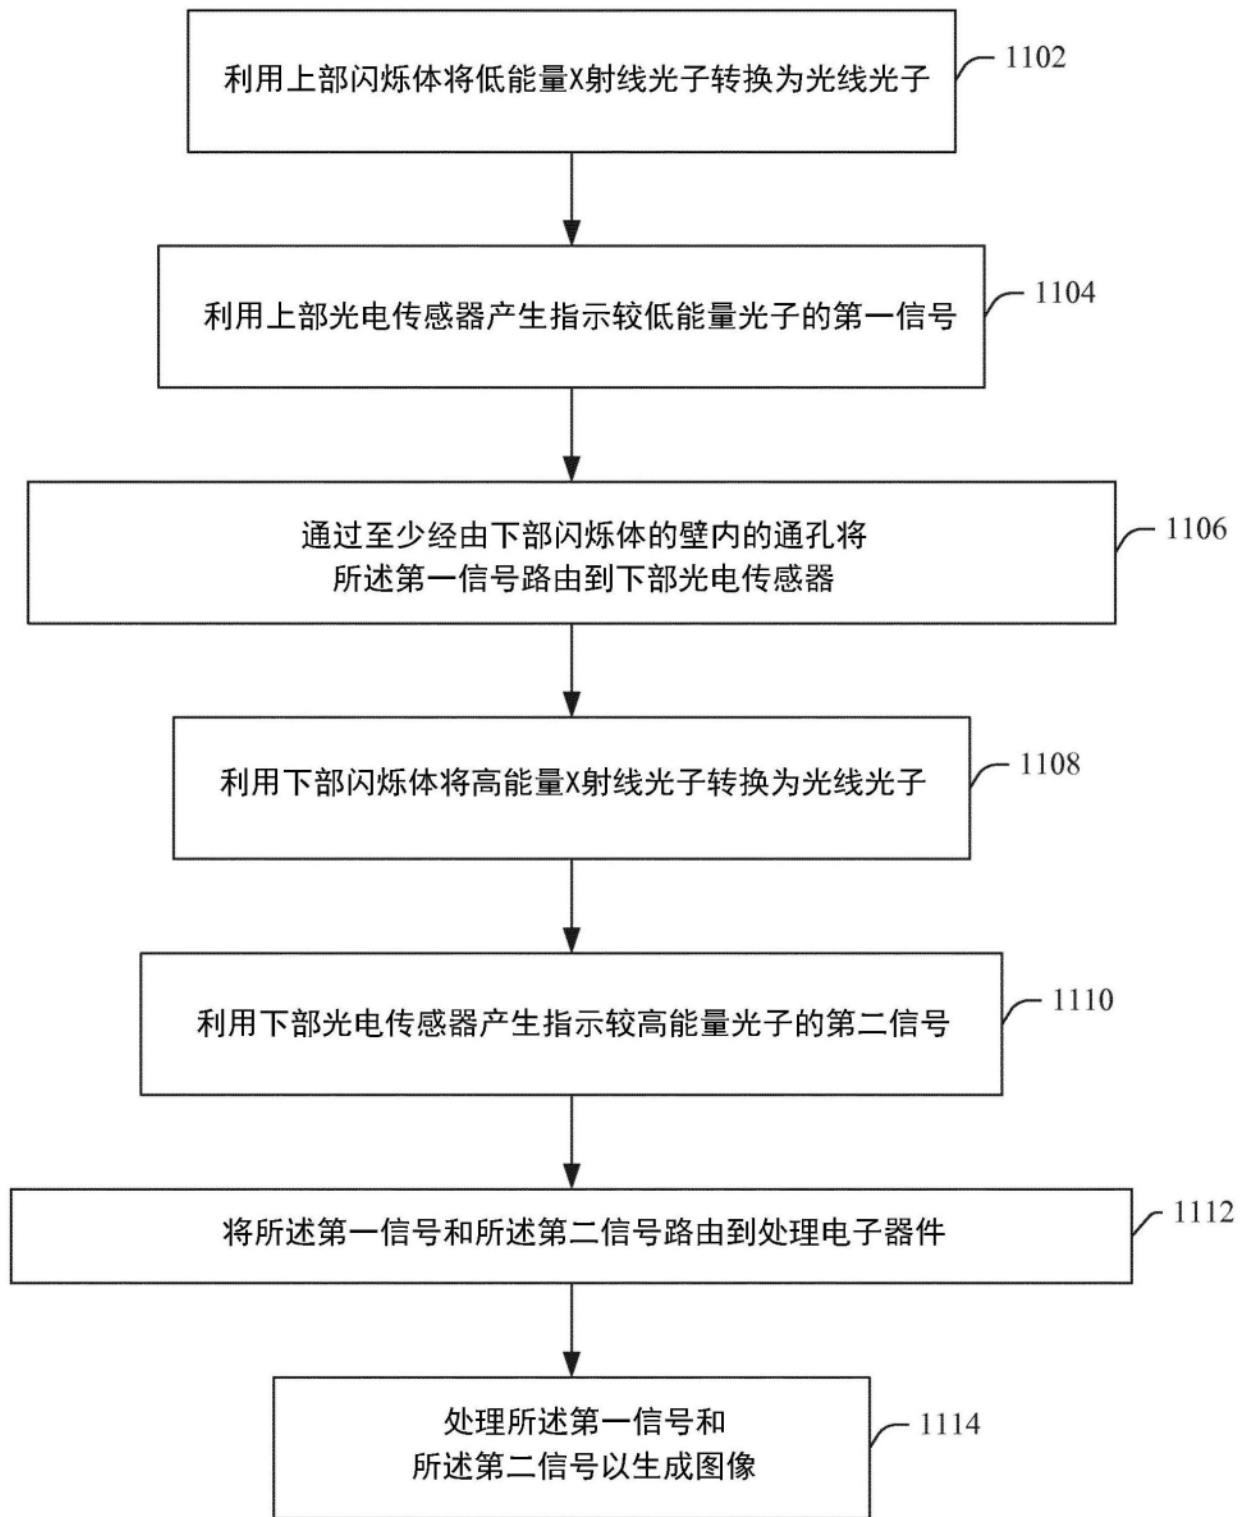 利用上部闪烁体将低能量X射线光子转换为光线光子
1102
利用上部光电传感器产生指示较低能量光子的第一信号
1104
通过至少经由下部闪烁体的壁内的通孔将
所述第一信号路由到下部光电传感器
1106
利用下部闪烁体将高能量X射线光子转换为光线光子
1108
利用下部光电传感器产生指示较高能量光子的第二信号
1110
将所述第一信号和所述第二信号路由到处理电子器件
1112
处理所述第一信号和
所述第二信号以生成图像
1114